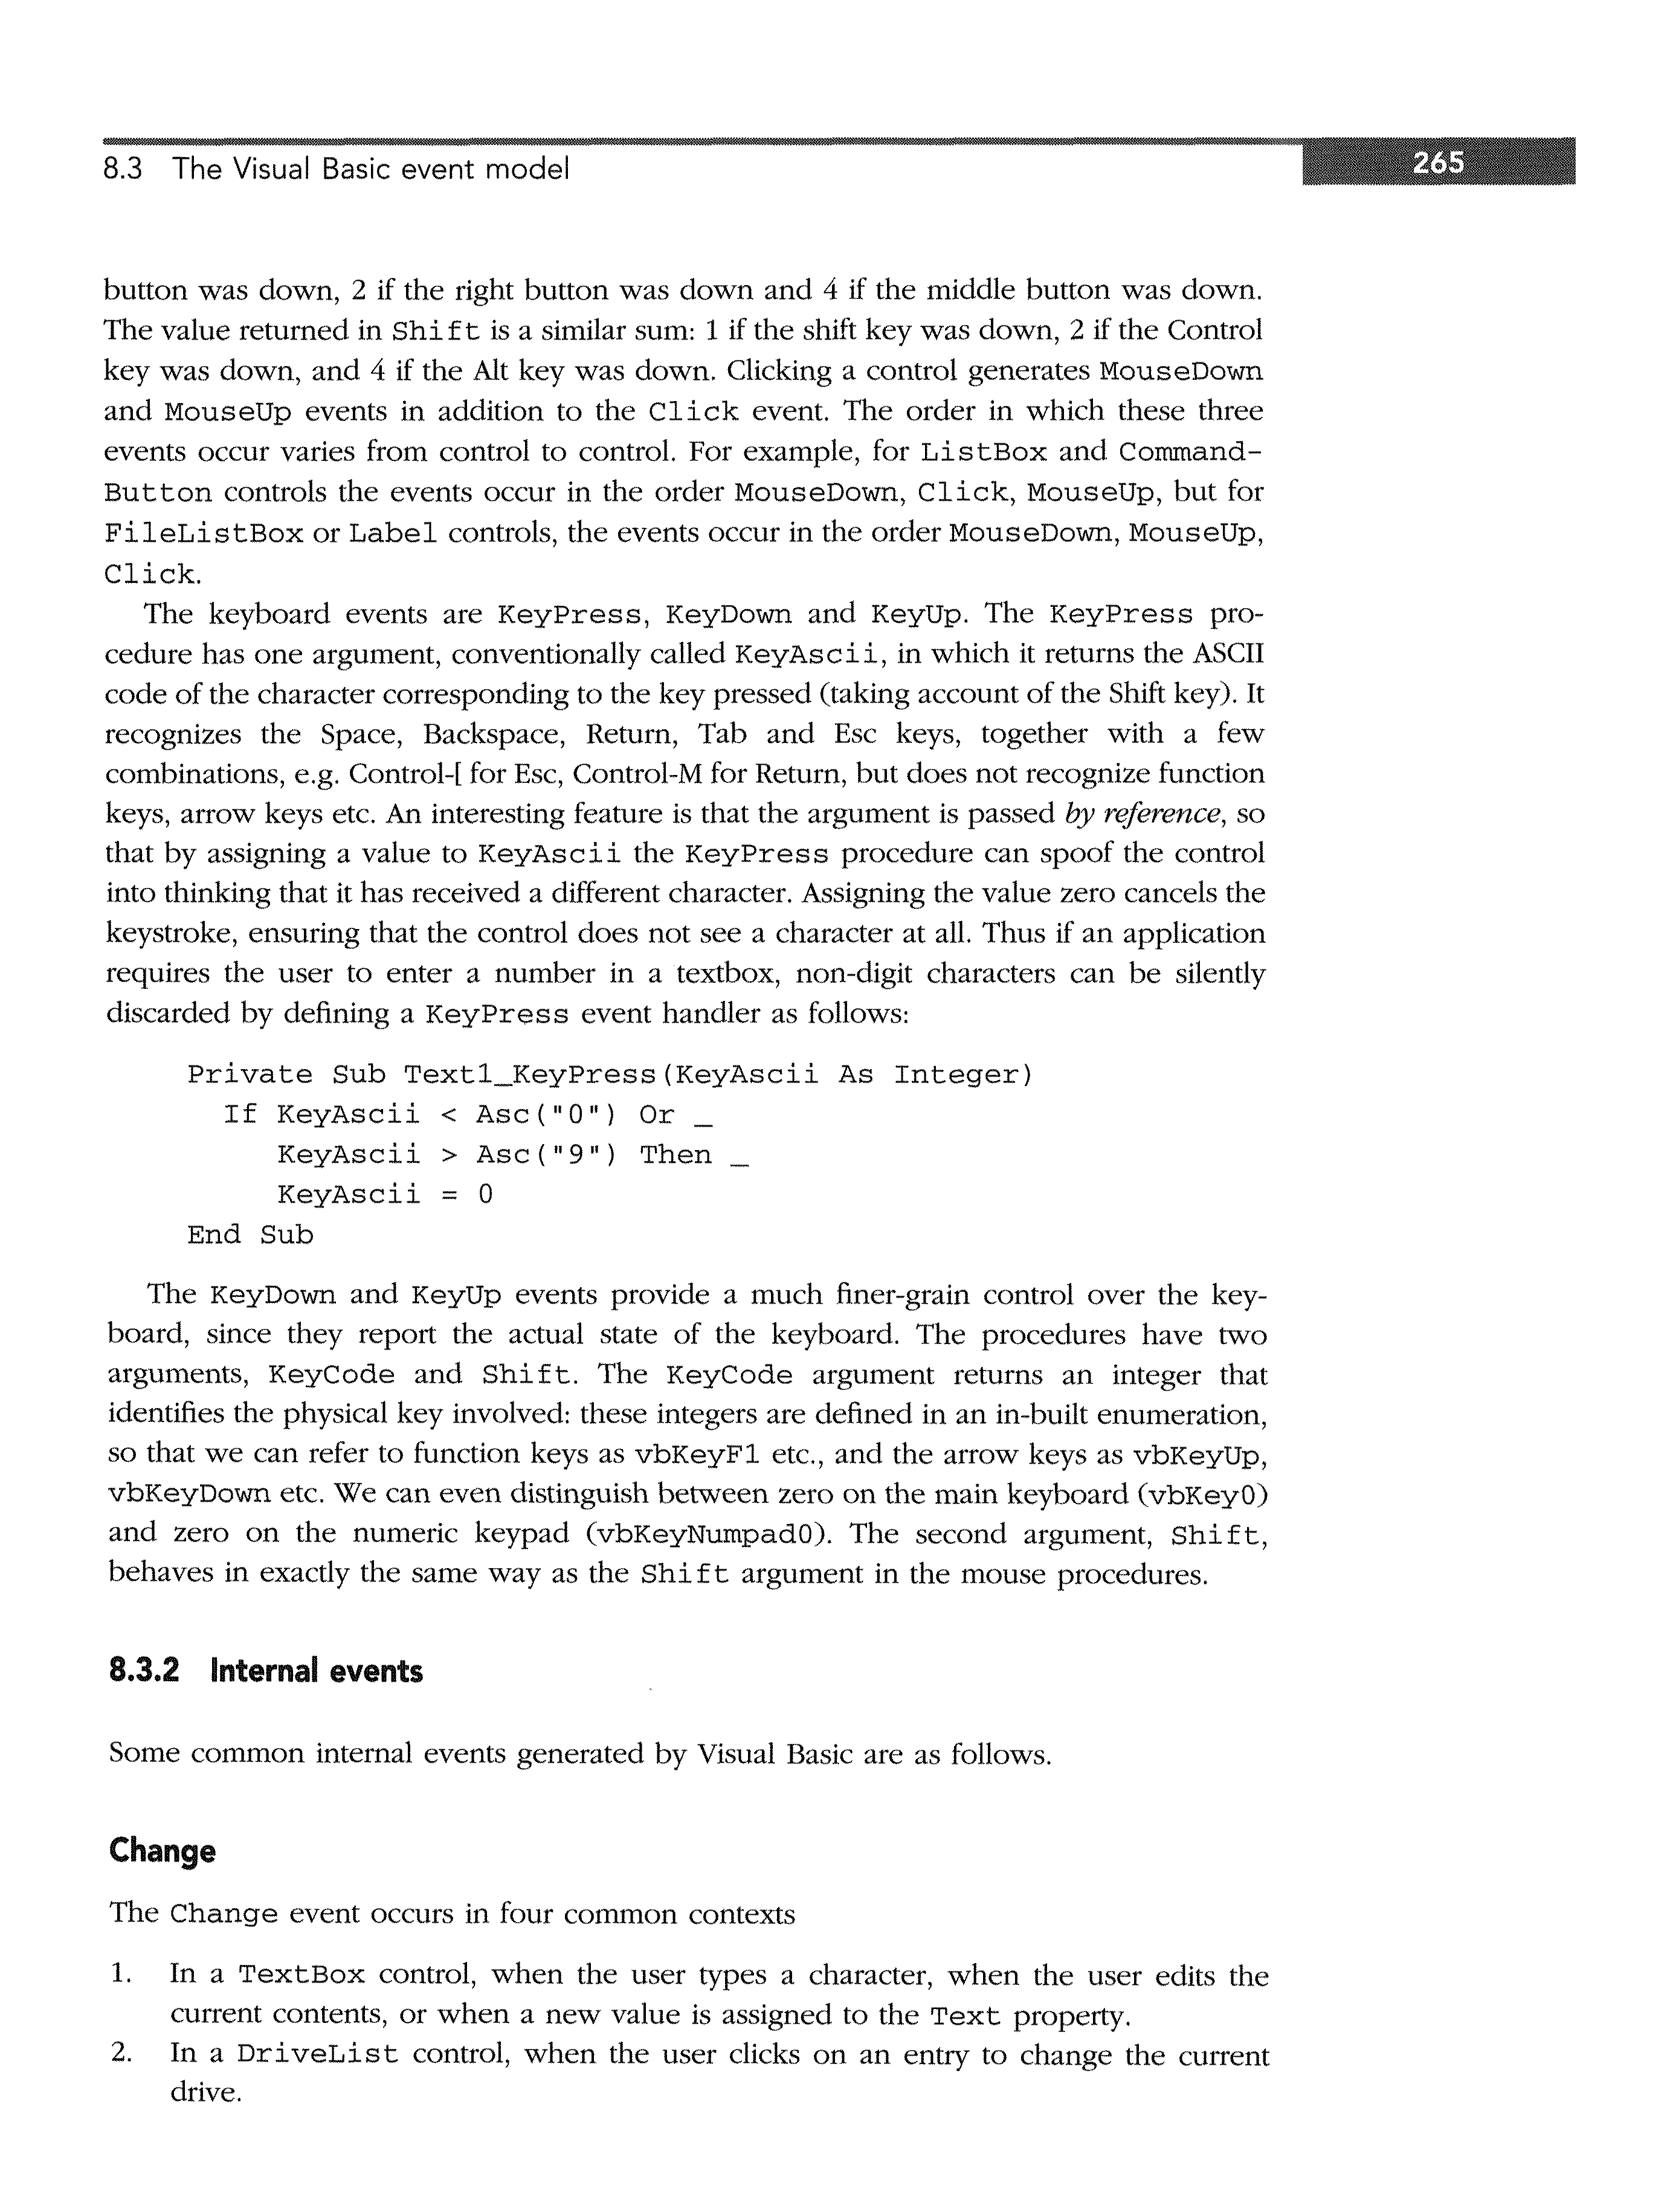 8.3 The Visual Basic event model
265
button was down, 2 if the right button was down and 4 if the middle button was down.
The value returned in Shift is a similar sum: 1 if the shift key was down, 2 if the Control
key was down, and 4 if the Alt key was down. Clicking a control generates MouseDown
and MouseUp events in addition to the Click event. The order in which these three
events occur varies from control to control. For example, for ListBox and Command-
Button controls the events occur in the order MouseDown, Click, MouseUp, but for
FileListBox or Label controls, the events occur in the order MouseDown, MouseUp,
Click.
The keyboard events are KeyPress, KeyDown and KeyUp. The KeyPress pro-
cedure has one argument, conventionally called KeyAscii, in which it returns the ASCII
code of the character corresponding to the key pressed (taking account of the Shift key). It
recognizes the Space, Backspace, Return, Tab and Esc keys, together with a few
combinations, e.g. Control-[ for Esc, Control-M for Return, but does not recognize function
keys, arrow keys etc. An interesting feature is that the argument is passed by reference, so
that by assigning a value to KeyAscii the KeyPress procedure can spoof the control
into thinking that it has received a different character. Assigning the value zero cancels the
keystroke, ensuring that the control does not see a character at all. Thus if an application
requires the user to enter a number in a textbox, non-digit characters can be silently
discarded by defining a KeyPress event handler as follows:
Private Sub Text1_KeyPress(KeyAscii As Integer)
If KeyAscii < Asc("0") Or _
KeyAscii > Asc("9") Then _
KeyAscii = 0
End Sub
The KeyDown and KeyUp events provide a much finer-grain control over the key-
board, since they report the actual state of the keyboard. The procedures have two
arguments, KeyCode and Shift. The KeyCode argument returns an integer that
identifies the physical key involved: these integers are defined in an in-built enumeration,
so that we can refer to function keys as vbKeyF1 etc., and the arrow keys as vbKeyUp,
vbKeyDown etc. We can even distinguish between zero on the main keyboard (vbKey0)
and zero on the numeric keypad (vbKeyNumpad0). The second argument, Shift,
behaves in exactly the same way as the Shift argument in the mouse procedures.
8.3.2 Internal events
Some common internal events generated by Visual Basic are as follows.
Change
The Change event occurs in four common contexts
1. In a TextBox control, when the user types a character, when the user edits the
current contents, or when a new value is assigned to the Text property.
2. In a DriveList control, when the user clicks on an entry to change the current
drive.